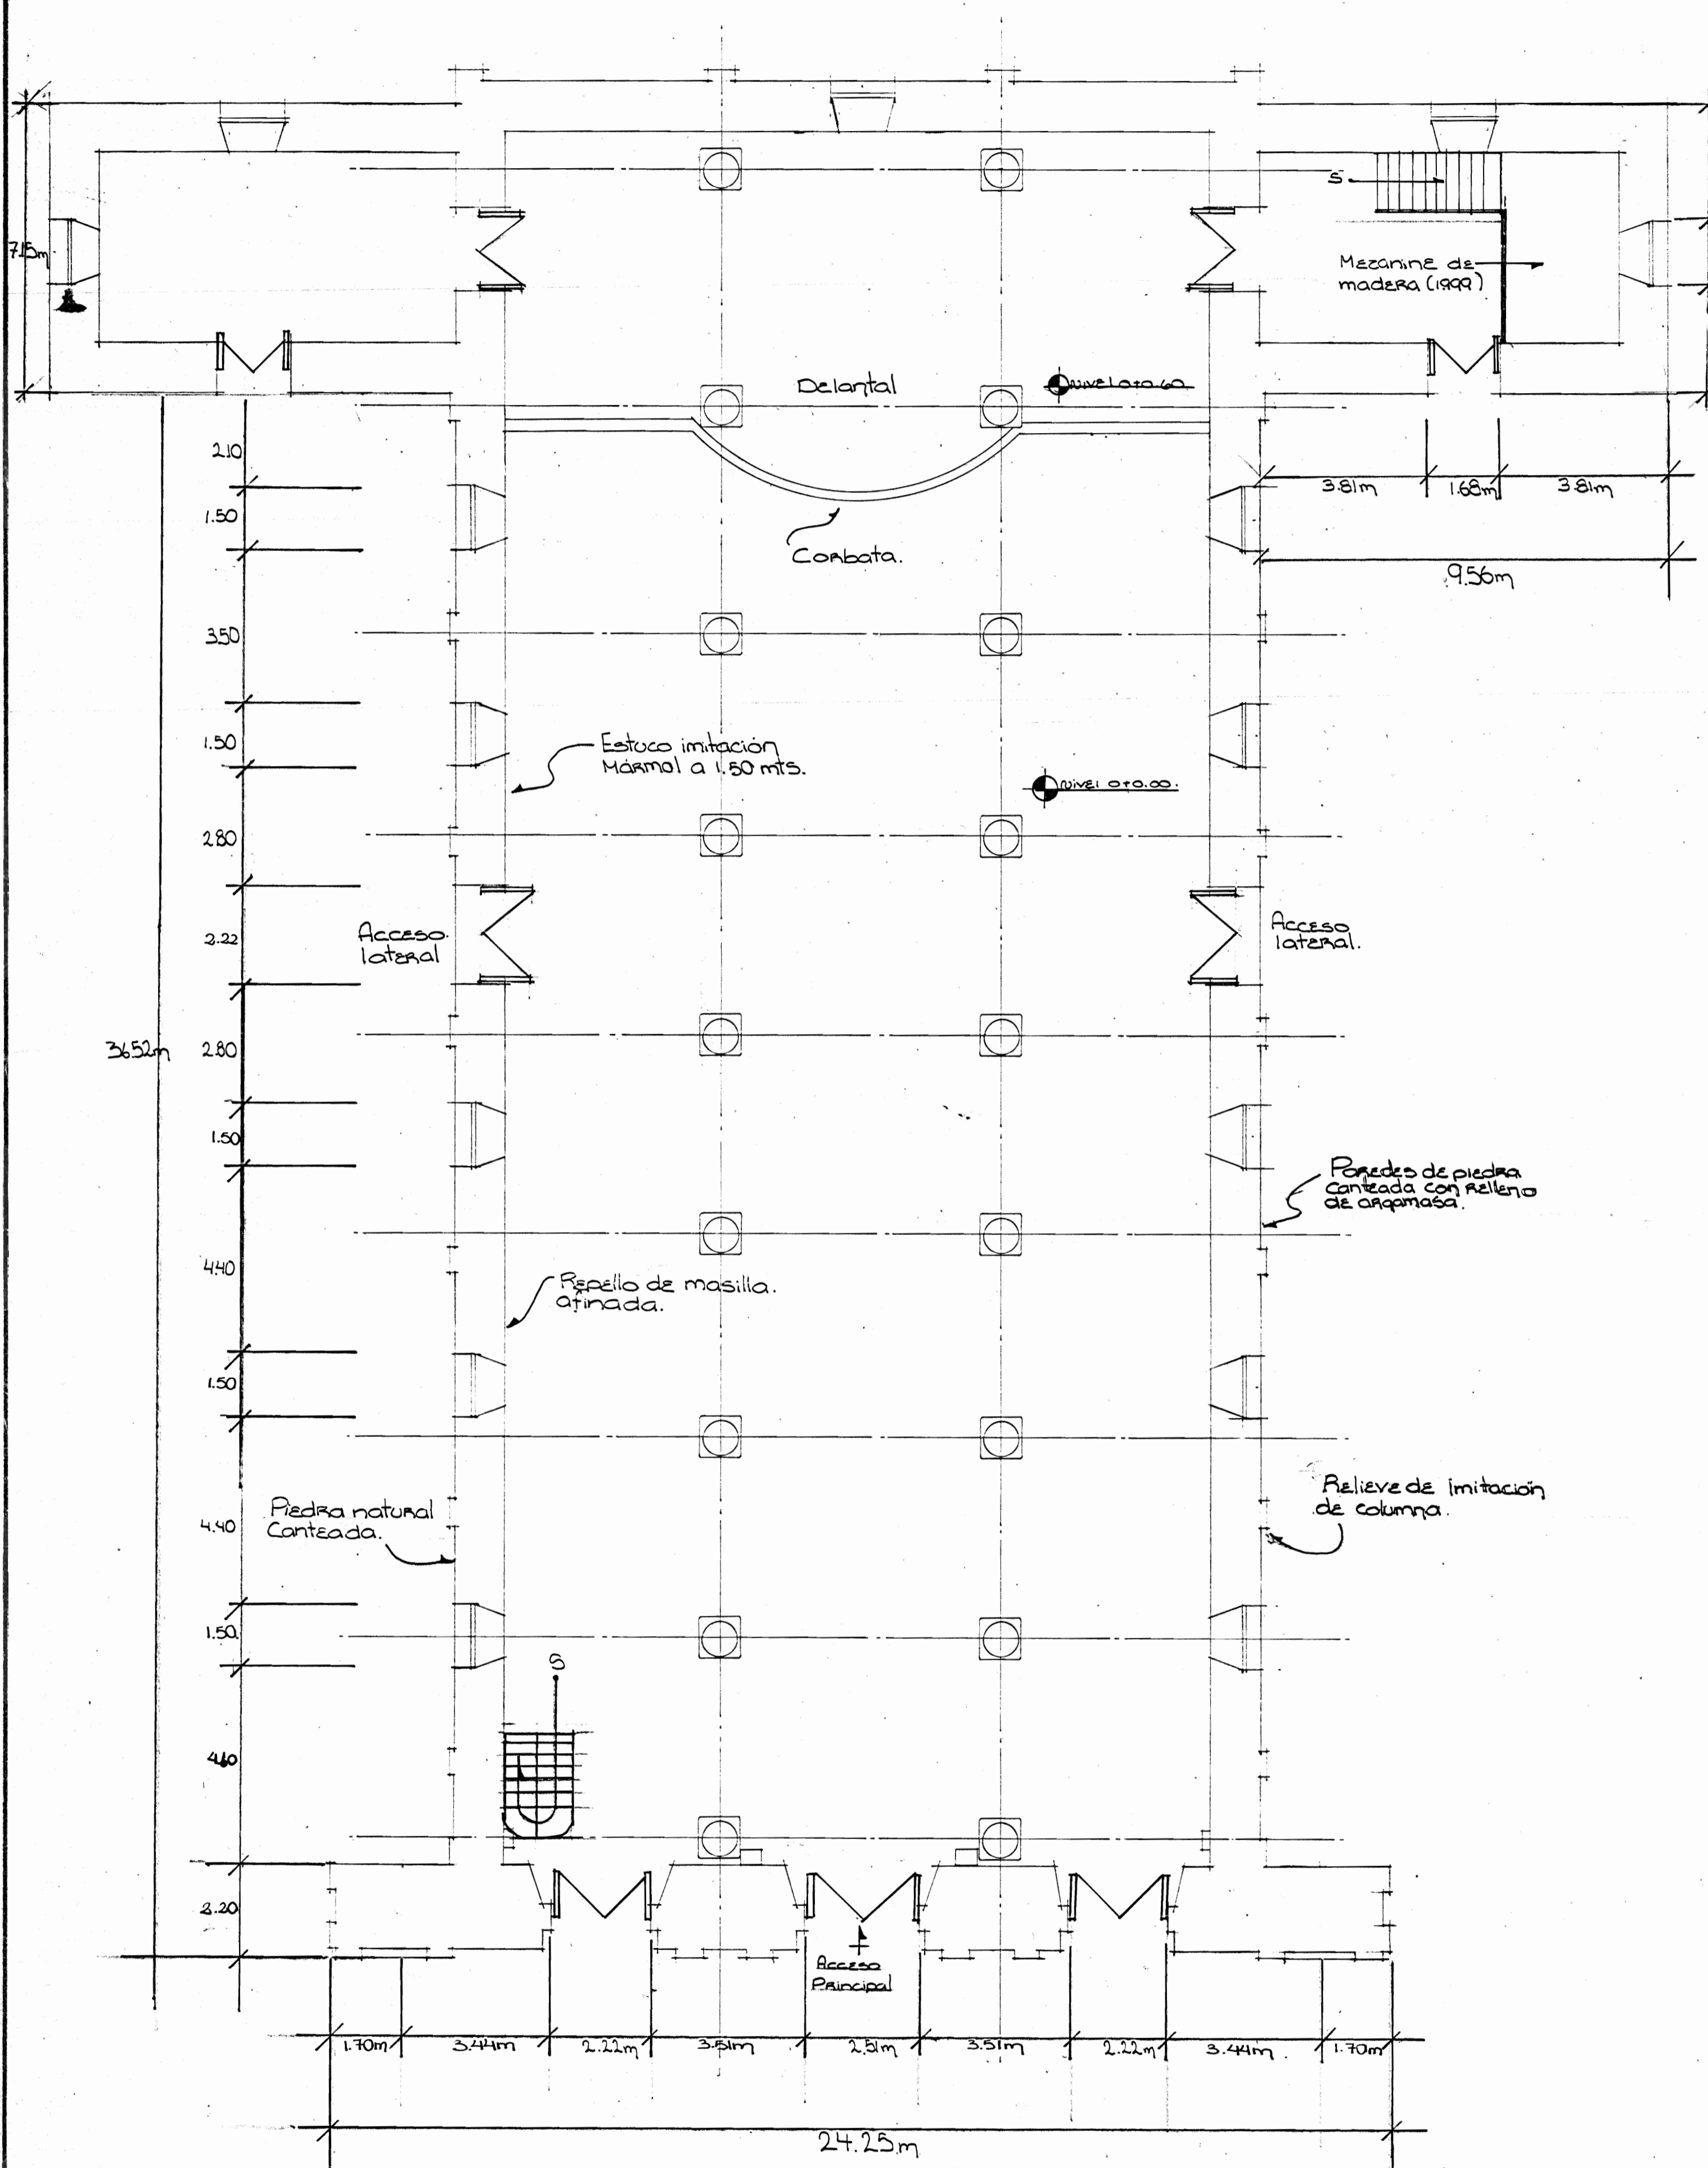 S
7.15m
Mezanine de
madera (1999)
Delantal
NIVEL 0+0.60
2.10
3.81m
1.68m
3.81m
1.50
Corbata.
9.56m
3.50
1.50
Estuco imitación
Mármol a 1.50 mts.
NIVEL 0+0.00.
2.80
Acceso
lateral
2.22
Acceso
lateral.
36.52m
2.80
1.50
Paredes de piedra
canteada con relleno
de argamasa.
4.40
Repello de masilla.
afinada.
1.50
Piedra natural
Canteada.
4.40
Relieve de imitación
de columna.
1.50
S
Acceso
Principal
1.70m
3.44m
2.22m
3.51m
2.51m
3.51m
2.22m
3.44m.
1.70m
24.25m